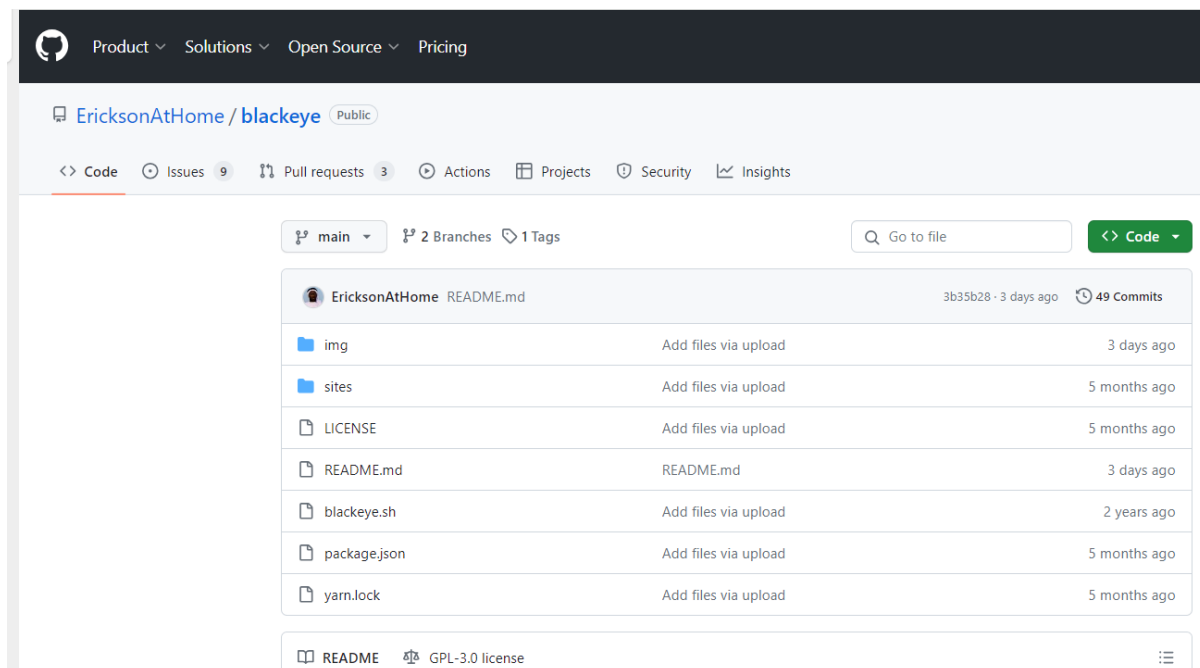 Product Solutions Open Source Pricing
EricksonAtHome / blackeye Public
Code Issues 9 Pull requests 3 Actions Projects Security Insights
main 2 Branches 1 Tags Go to file Code
EricksonAtHome README.md 3b35b28 · 3 days ago 49 Commits
img Add files via upload 3 days ago
sites Add files via upload 5 months ago
LICENSE Add files via upload 5 months ago
README.md README.md 3 days ago
blackeye.sh Add files via upload 2 years ago
package.json Add files via upload 5 months ago
yarn.lock Add files via upload 5 months ago
README GPL-3.0 license